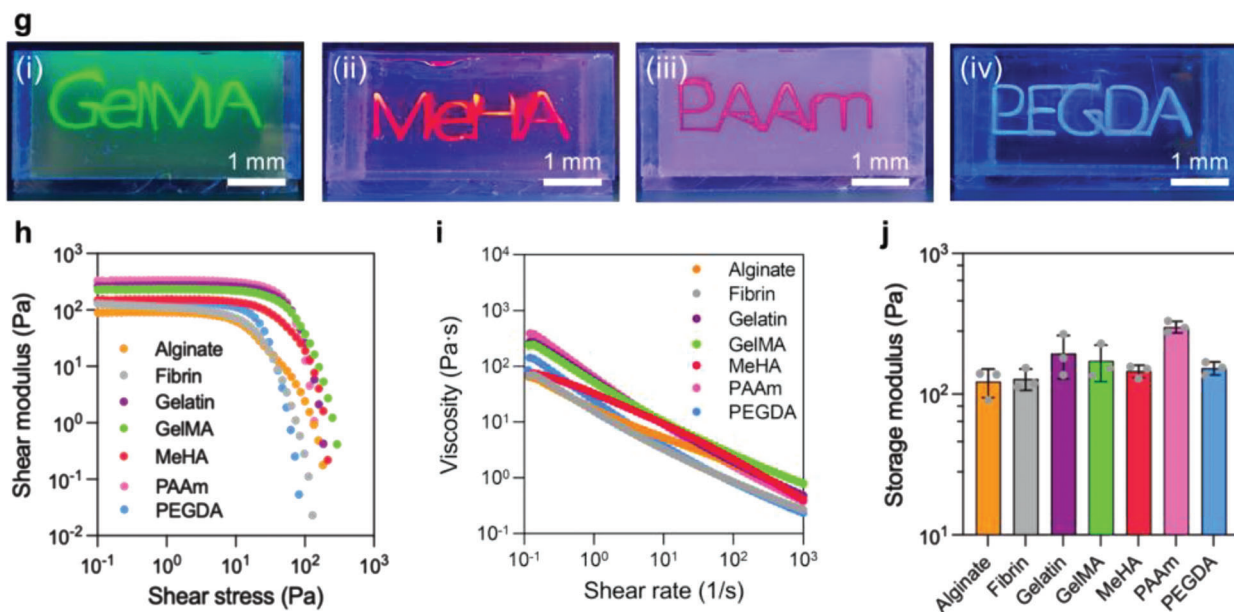 g
(i) GelMA 1 mm
(ii) MeHA 1 mm
(iii) PAAm 1 mm
(iv) PEGDA 1 mm
h
Shear modulus (Pa)
10³
10²
10¹
10⁰
10⁻¹
10⁻²
Alginate
Fibrin
Gelatin
GelMA
MeHA
PAAm
PEGDA
10⁻¹ 10⁰ 10¹ 10² 10³
Shear stress (Pa)
i
Viscosity (Pa·s)
10⁴
10³
10²
10¹
10⁰
10⁻¹
Alginate
Fibrin
Gelatin
GelMA
MeHA
PAAm
PEGDA
10⁻¹ 10⁰ 10¹ 10² 10³
Shear rate (1/s)
j
Storage modulus (Pa)
10³
10²
10¹
Alginate
Fibrin
Gelatin
GelMA
MeHA
PAAm
PEGDA